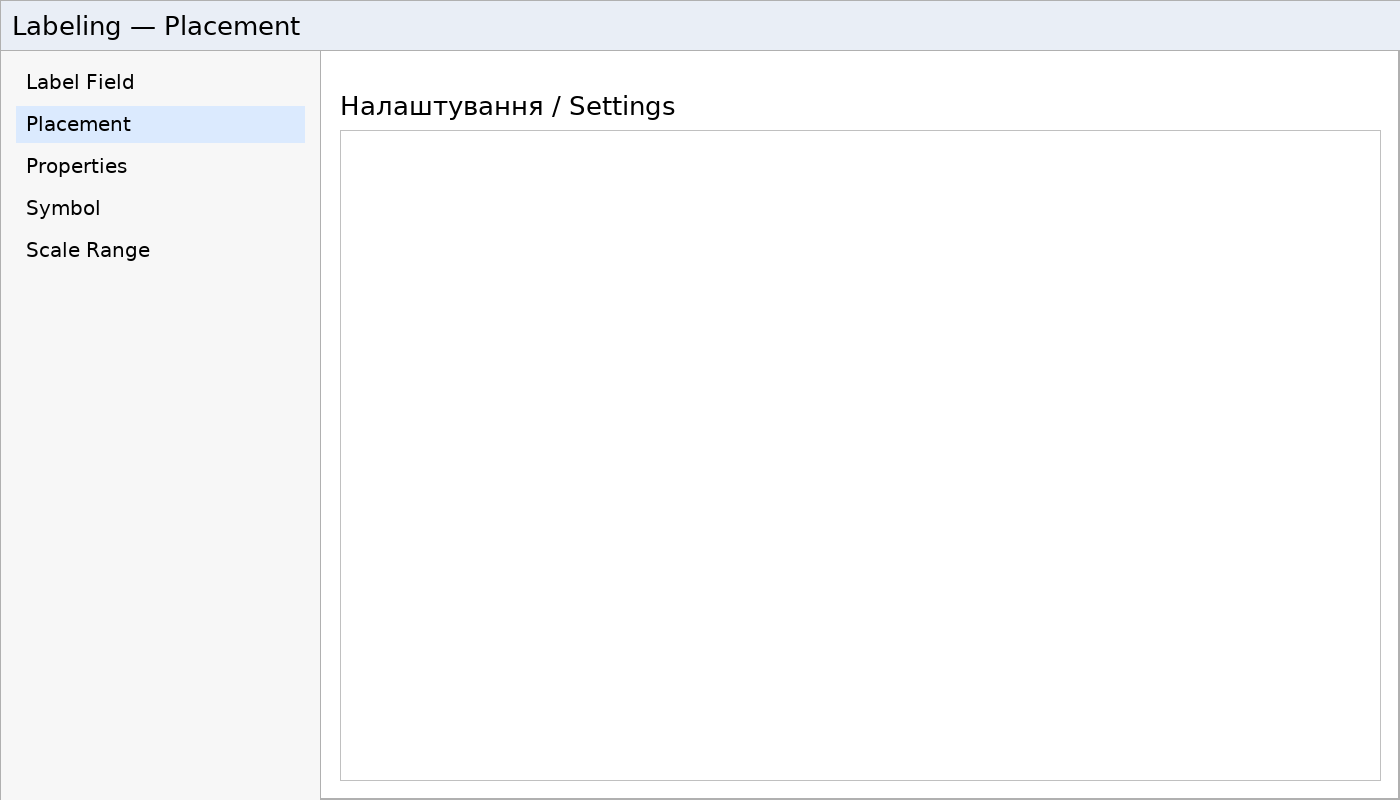 Labeling — Placement
Label Field
Placement
Properties
Symbol
Scale Range
Налаштування / Settings